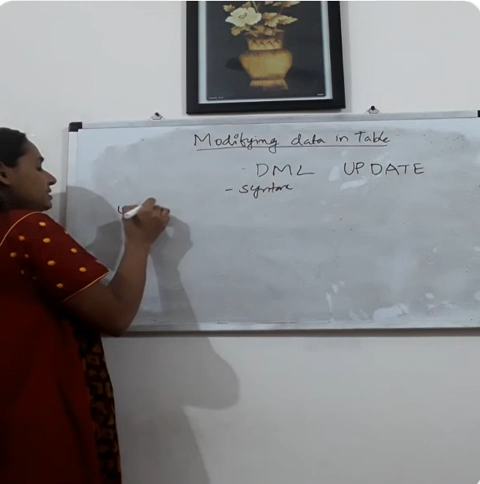 Modifying data in Table
- DML UPDATE
- Syntax